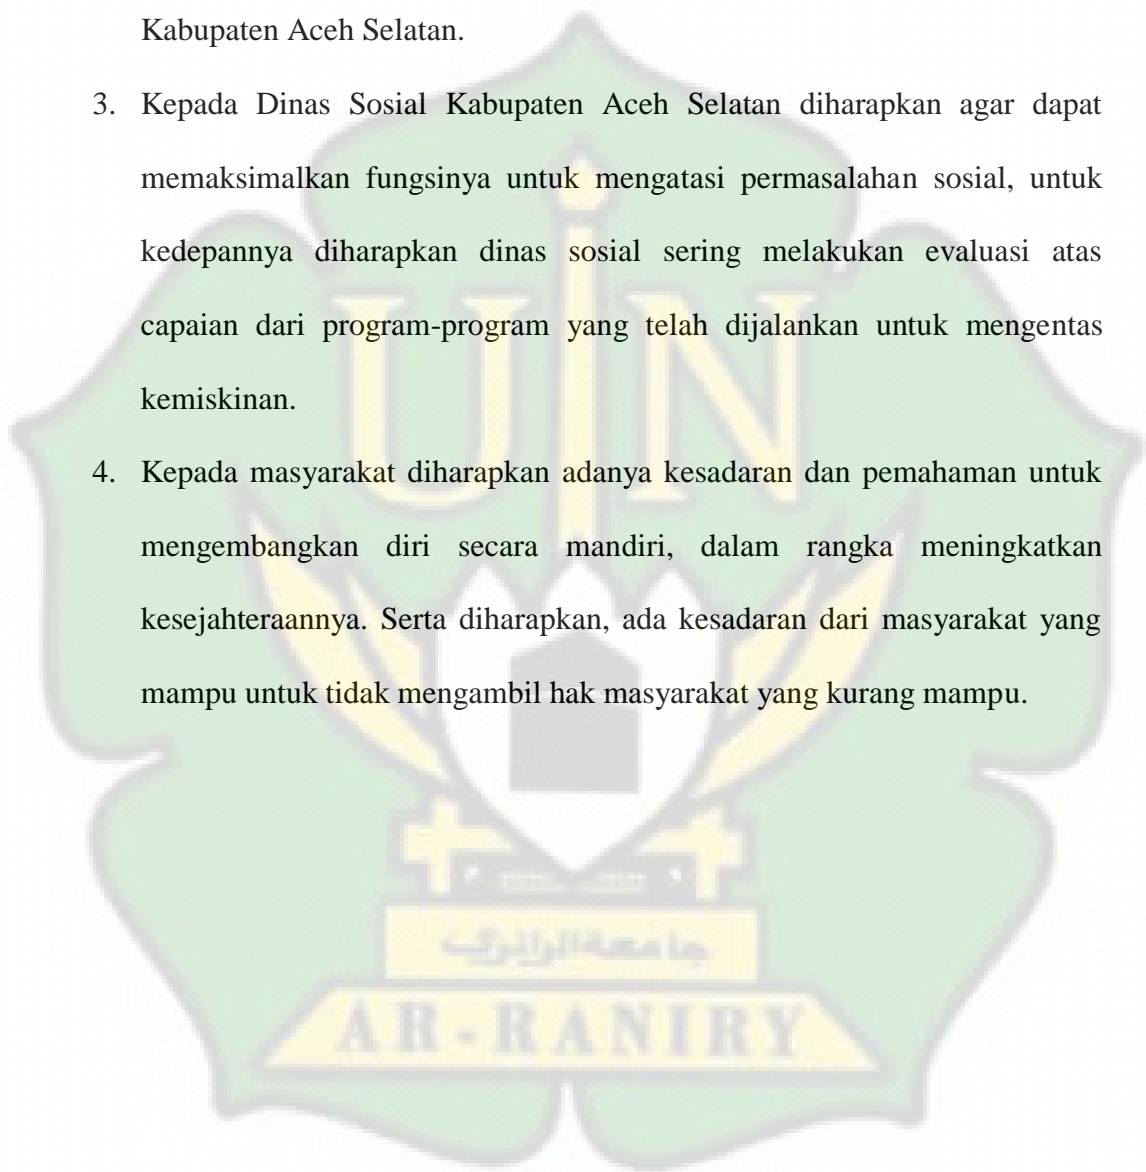 Kabupaten Aceh Selatan.
3. Kepada Dinas Sosial Kabupaten Aceh Selatan diharapkan agar dapat
memaksimalkan fungsinya untuk mengatasi permasalahan sosial, untuk
kedepannya diharapkan dinas sosial sering melakukan evaluasi atas
capaian dari program-program yang telah dijalankan untuk mengentas
kemiskinan.
4. Kepada masyarakat diharapkan adanya kesadaran dan pemahaman untuk
mengembangkan diri secara mandiri, dalam rangka meningkatkan
kesejahteraannya. Serta diharapkan, ada kesadaran dari masyarakat yang
mampu untuk tidak mengambil hak masyarakat yang kurang mampu.
UIN
جامعة الرانري
AR-RANIRY